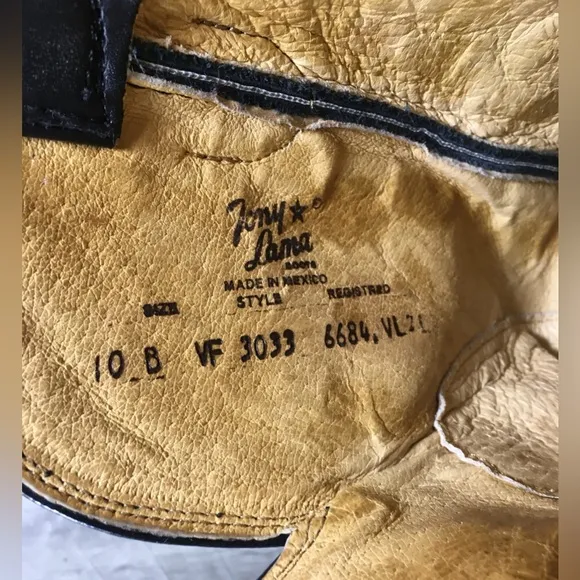 Tony ★ ®
Lama
BOOTS
MADE IN MEXICO
SIZE STYLE REGISTRED
10 B VF 3033 6684, VL